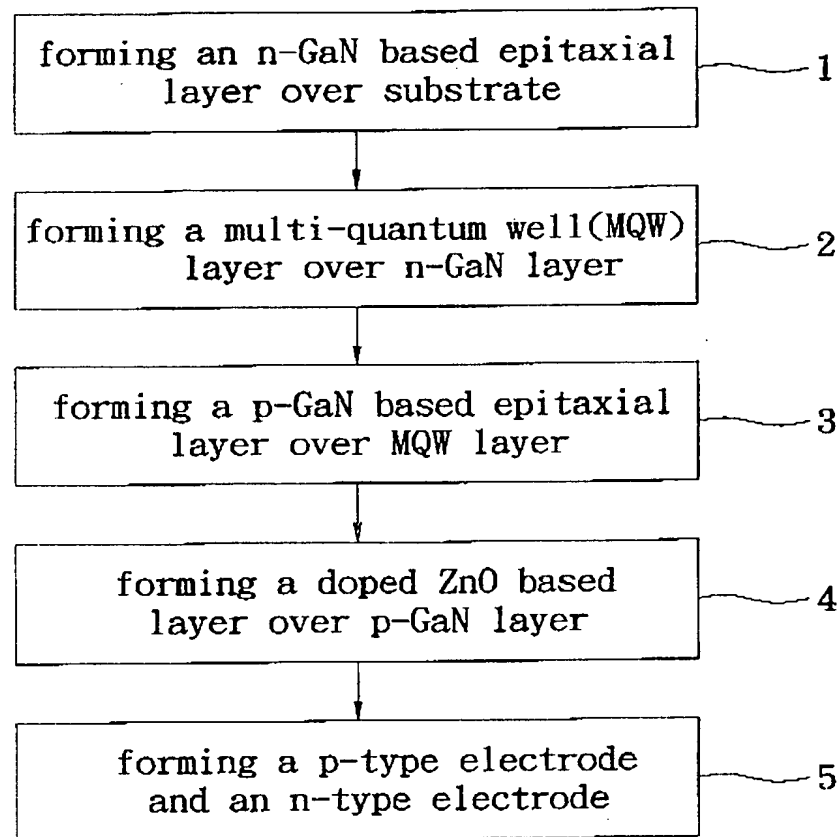 forming an n-GaN based epitaxial
layer over substrate
1
forming a multi-quantum well(MQW)
layer over n-GaN layer
2
forming a p-GaN based epitaxial
layer over MQW layer
3
forming a doped ZnO based
layer over p-GaN layer
4
forming a p-type electrode
and an n-type electrode
5